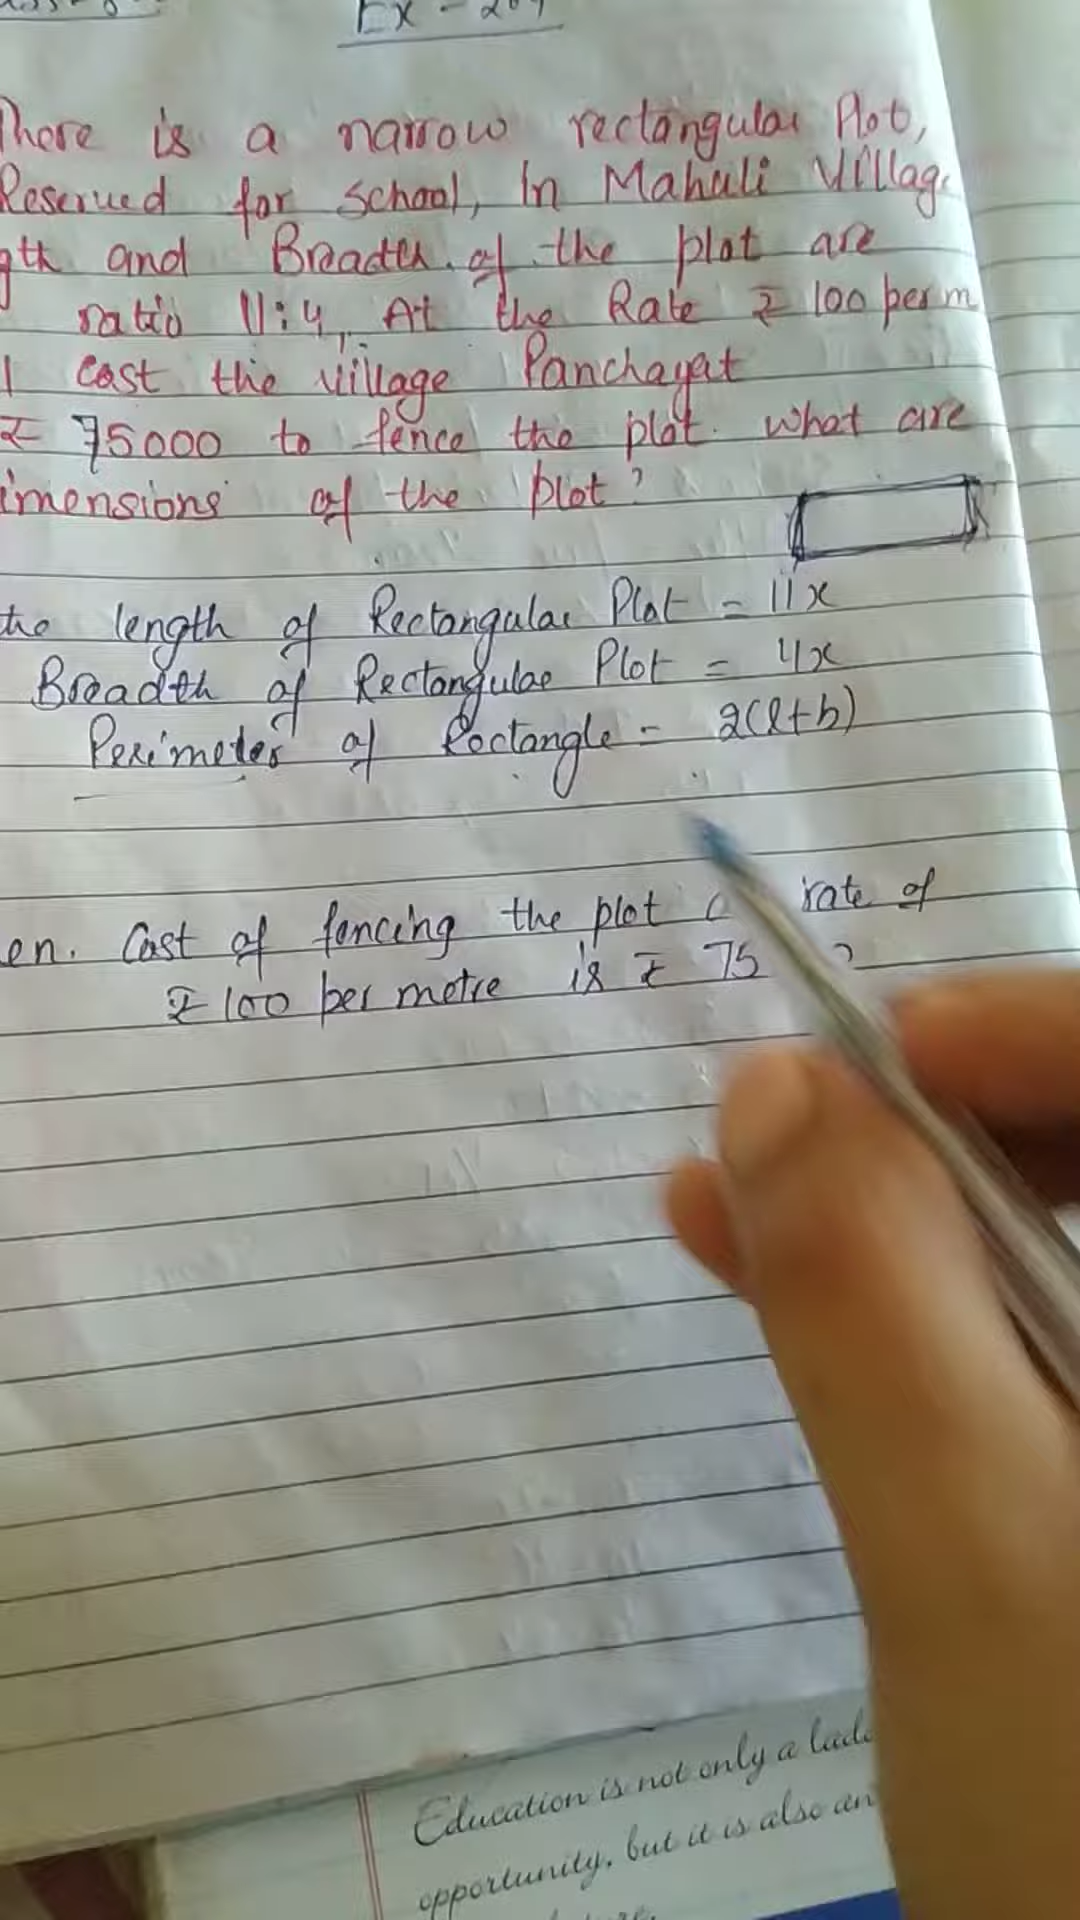 Ex - 2.4
There is a narrow rectangular Plot,
Reserved for school, in Mahuli Village
gth and Breadth of the plot are
ratio 11:4. At the Rate ₹ 100 per m
l cost the village Panchayat
₹ 75000 to fence the plot. What are
imensions of the plot?
the length of Rectangular Plot = 11x
Breadth of Rectangular Plot = 4x
Perimeter of Rectangle = 2(l+b)
en. Cost of fencing the plot rate of
₹ 100 per metre is ₹ 75
Education is not only a
opportunity, but it is also an